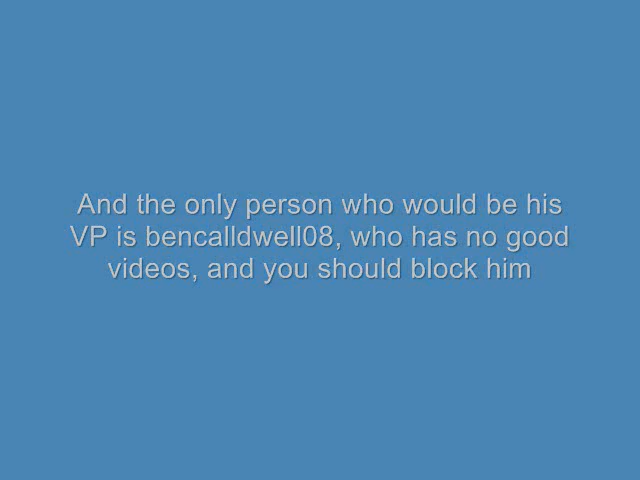 And the only person who would be his
VP is bencalldwell08, who has no good
videos, and you should block him